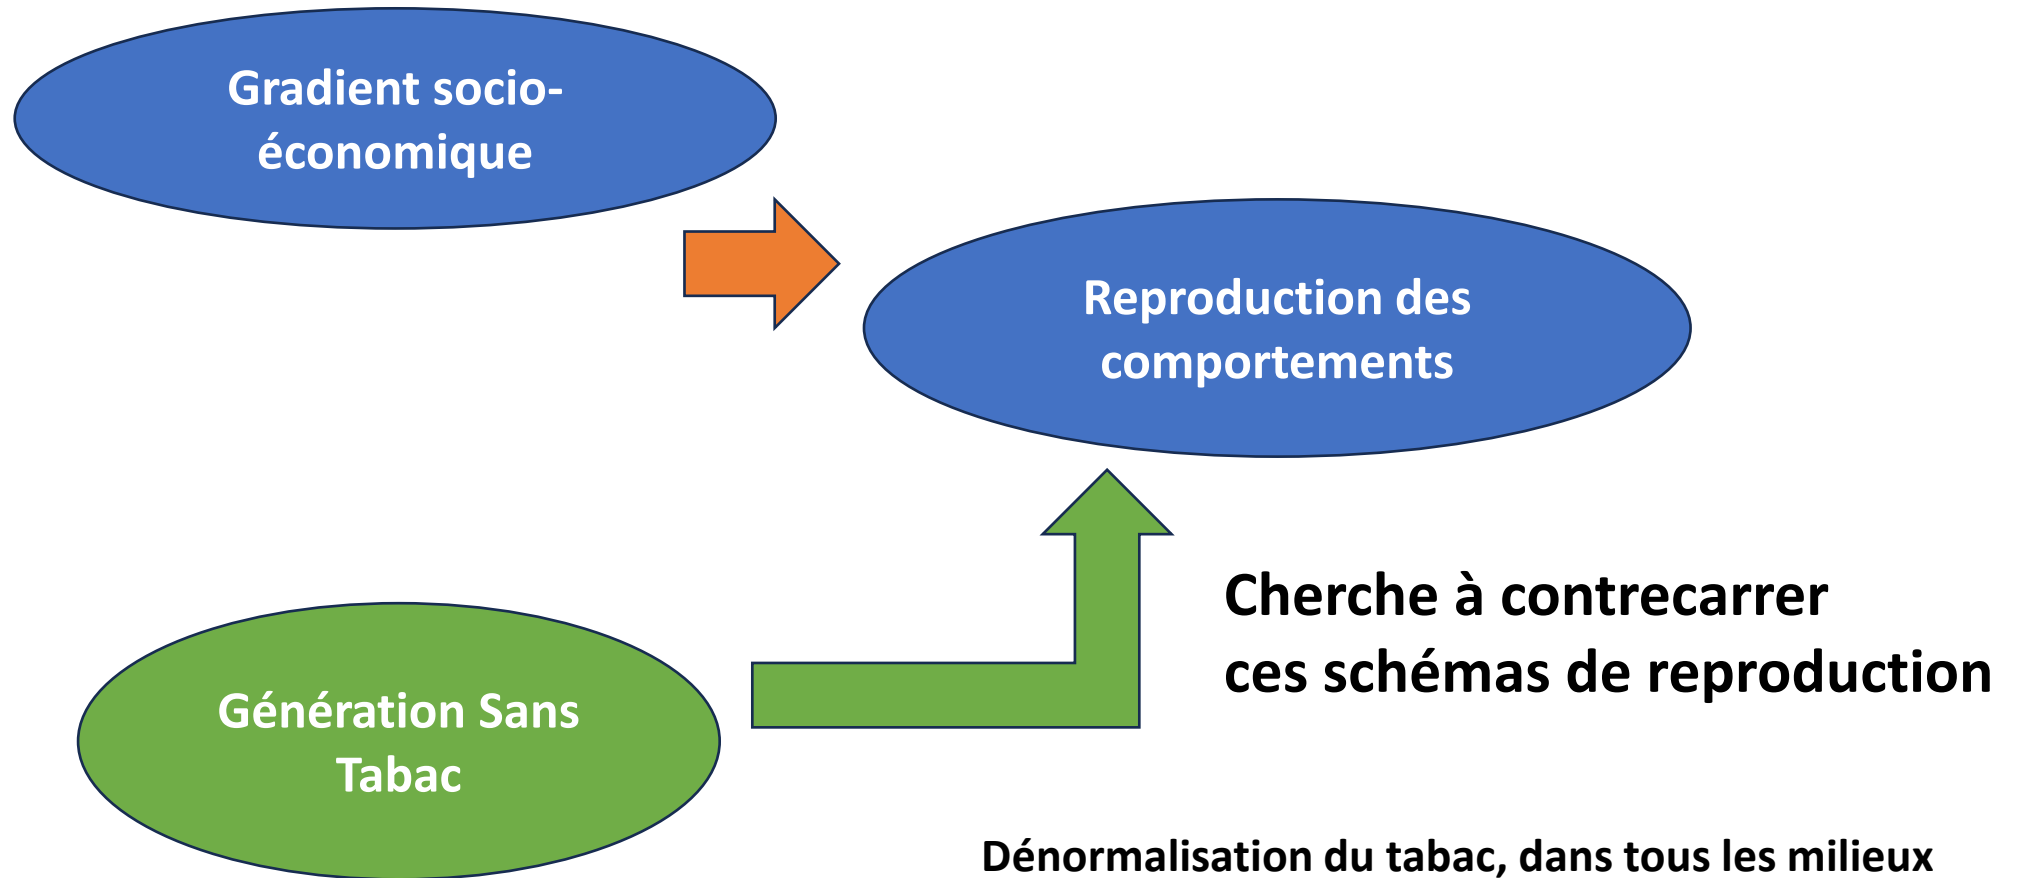 Gradient socio-
économique
Reproduction des
comportements
Cherche à contrecarrer
ces schémas de reproduction
Génération Sans
Tabac
Dénormalisation du tabac, dans tous les milieux